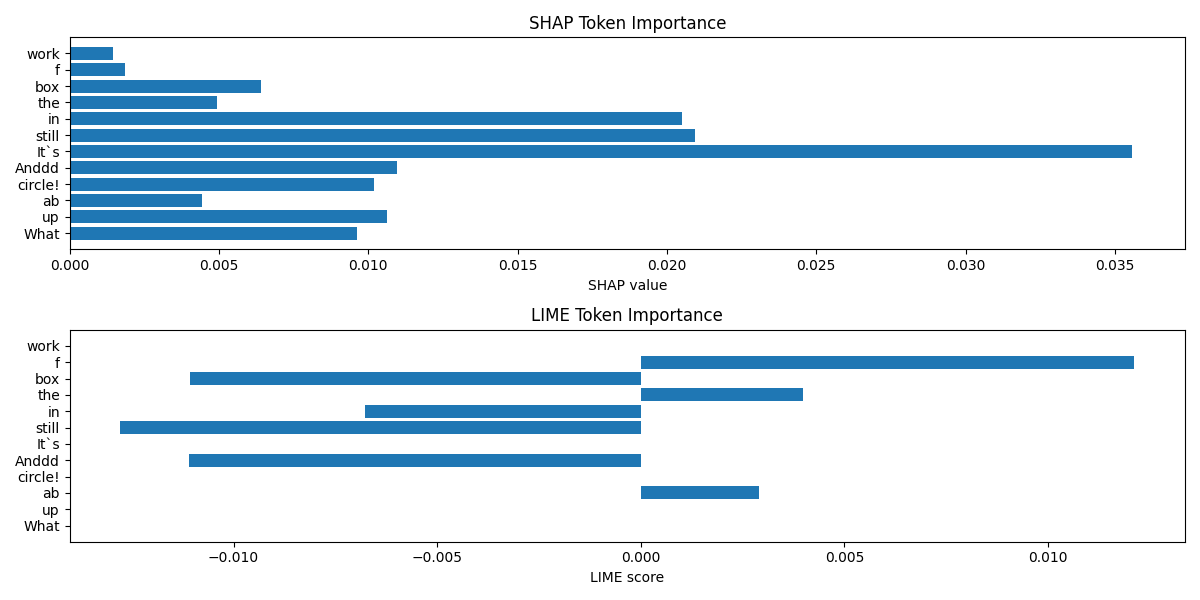 SHAP Token Importance
work
f
box
the
in
still
It`s
Anddd
circle!
ab
up
What
0.000 0.005 0.010 0.015 0.020 0.025 0.030 0.035
SHAP value
LIME Token Importance
work
f
box
the
in
still
It`s
Anddd
circle!
ab
up
What
−0.010 −0.005 0.000 0.005 0.010
LIME score